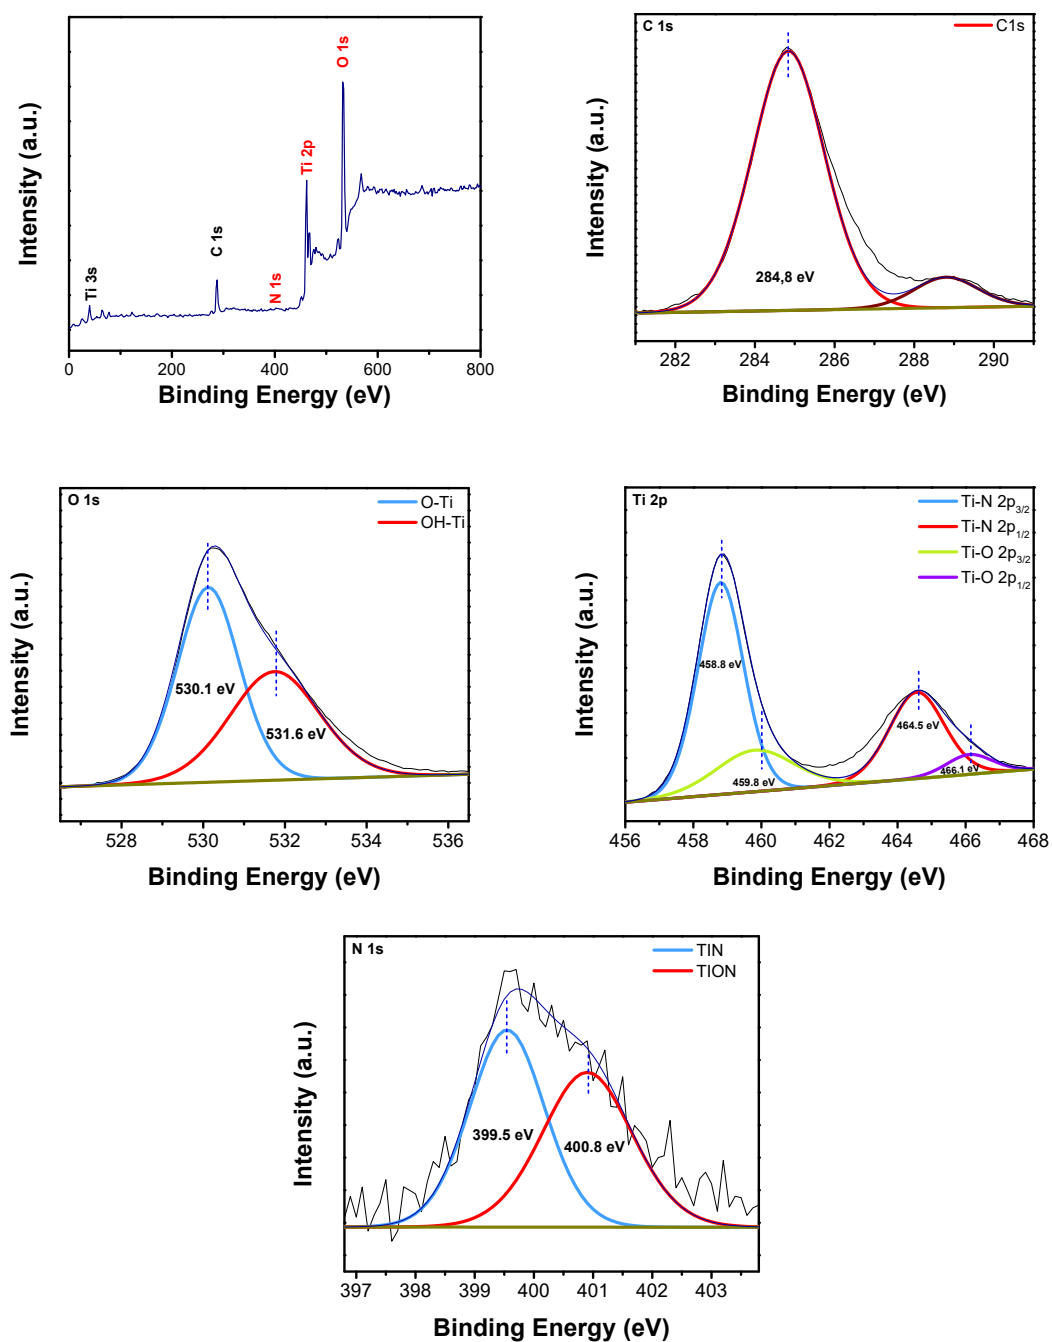 Ti 3s
C 1s
N 1s
Ti 2p
O 1s
Intensity (a.u.)
0 200 400 600 800
Binding Energy (eV)
C 1s
C1s
284,8 eV
Intensity (a.u.)
282 284 286 288 290
Binding Energy (eV)
O 1s
O-Ti
OH-Ti
530.1 eV
531.6 eV
Intensity (a.u.)
528 530 532 534 536
Binding Energy (eV)
Ti 2p
Ti-N 2p3/2
Ti-N 2p1/2
Ti-O 2p3/2
Ti-O 2p1/2
458.8 eV
459.8 eV
464.5 eV
466.1 eV
Intensity (a.u.)
456 458 460 462 464 466 468
Binding Energy (eV)
N 1s
TIN
TION
399.5 eV
400.8 eV
Intensity (a.u.)
397 398 399 400 401 402 403
Binding Energy (eV)